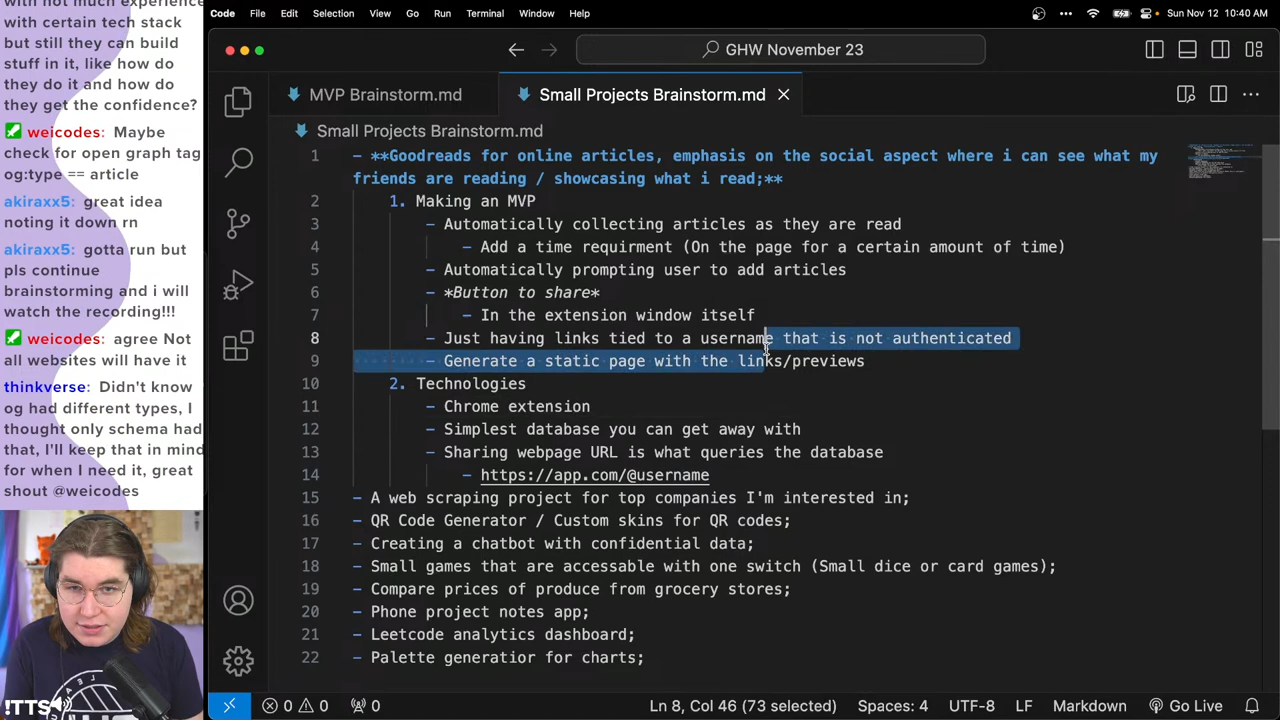 with not much experience
with certain tech stack
but still they can build
stuff in it, like how do
they do it and how do
they get the confidence?
weicodes: Maybe
check for open graph tag
og:type == article
akiraxx5: great idea
noting it down rn
akiraxx5: gotta run but
pls continue
brainstorming and i will
watch the recording!!!
weicodes: agree Not
all websites will have it
thinkverse: Didn't know
og had different types, I
thought only schema had
that, I'll keep that in mind
for when I need it, great
shout @weicodes
!TTS
Code File Edit Selection View Go Run Terminal Window Help Sun Nov 12 10:40 AM
GHW November 23
MVP Brainstorm.md Small Projects Brainstorm.md
Small Projects Brainstorm.md
1 - **Goodreads for online articles, emphasis on the social aspect where i can see what my
friends are reading / showcasing what i read;**
2 1. Making an MVP
3 - Automatically collecting articles as they are read
4 - Add a time requirment (On the page for a certain amount of time)
5 - Automatically prompting user to add articles
6 - *Button to share*
7 - In the extension window itself
8 - Just having links tied to a username that is not authenticated
9 - Generate a static page with the links/previews
10 2. Technologies
11 - Chrome extension
12 - Simplest database you can get away with
13 - Sharing webpage URL is what queries the database
14 - https://app.com/@username
15 - A web scraping project for top companies I'm interested in;
16 - QR Code Generator / Custom skins for QR codes;
17 - Creating a chatbot with confidential data;
18 - Small games that are accessable with one switch (Small dice or card games);
19 - Compare prices of produce from grocery stores;
20 - Phone project notes app;
21 - Leetcode analytics dashboard;
22 - Palette generatior for charts;
0 0 0 Ln 8, Col 46 (73 selected) Spaces: 4 UTF-8 LF Markdown Go Live